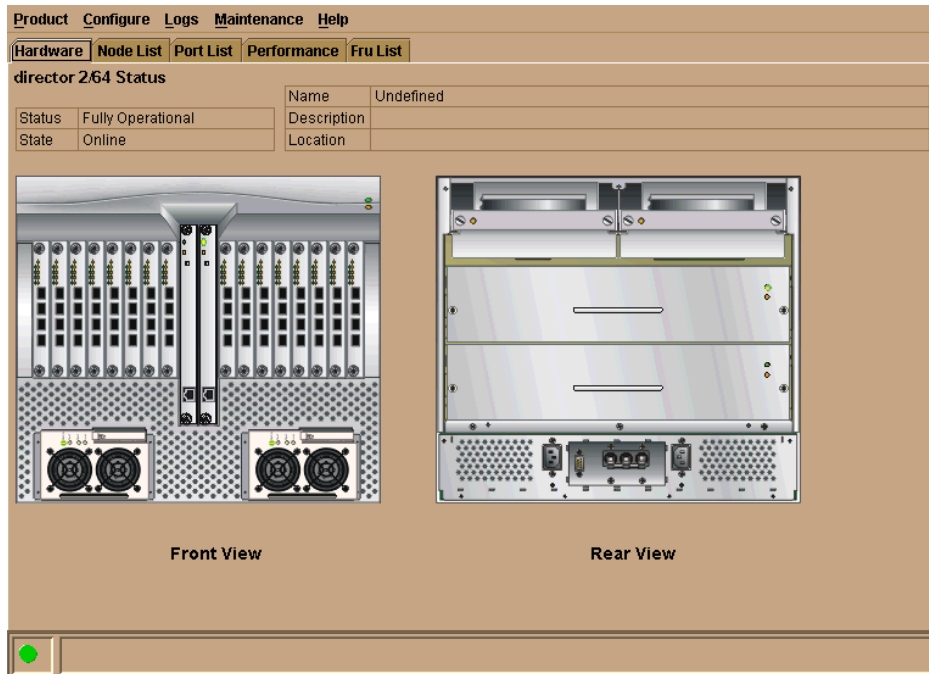 Product Configure Logs Maintenance Help
Hardware Node List Port List Performance Fru List
director 2/64 Status
Name Undefined
Status Fully Operational Description
State Online Location
Front View Rear View